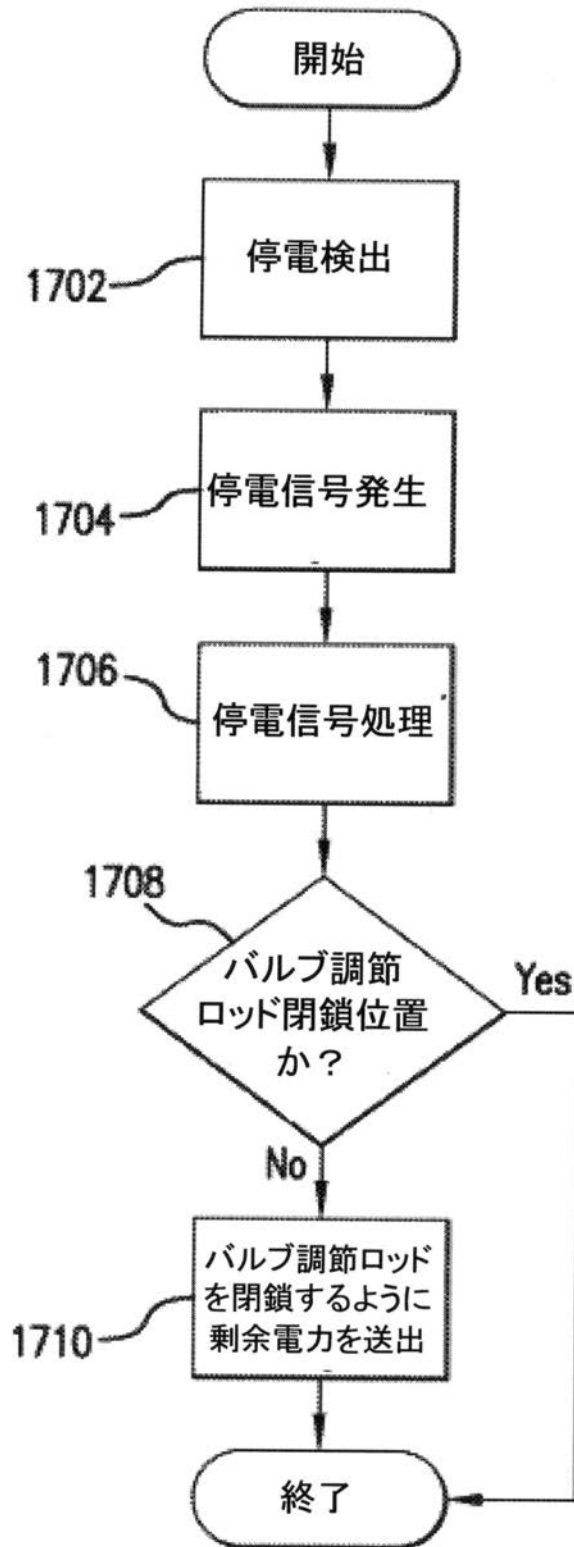 開始
停電検出
1702
停電信号発生
1704
1706
停電信号処理
1708
バルブ調節
ロッド閉鎖位置
か？
Yes
No
バルブ調節ロッド
を閉鎖するように
剰余電力を送出
1710
終了